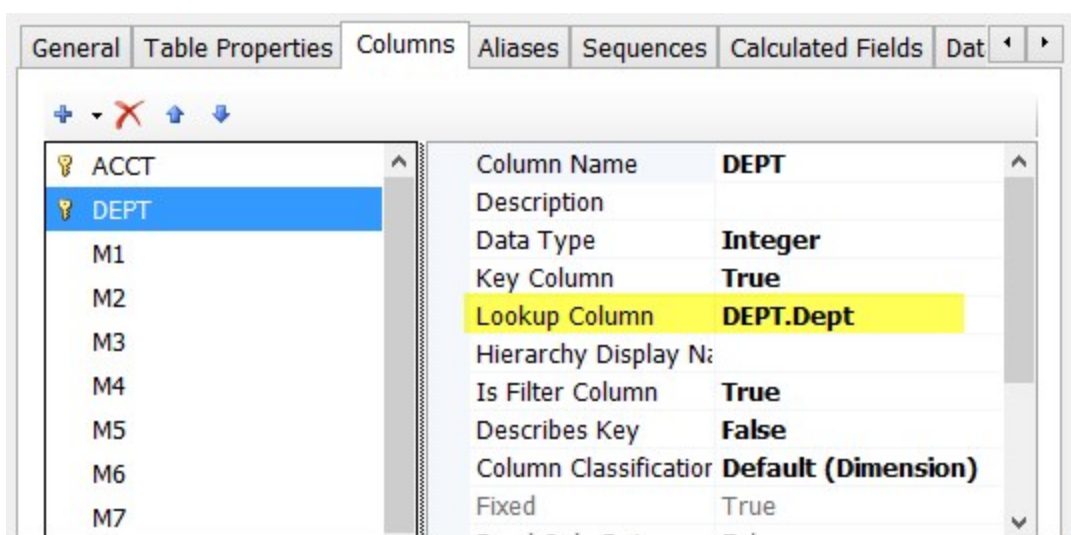 General Table Properties Columns Aliases Sequences Calculated Fields Dat
ACCT
DEPT
M1
M2
M3
M4
M5
M6
M7
Column Name DEPT
Description
Data Type Integer
Key Column True
Lookup Column DEPT.Dept
Hierarchy Display Na
Is Filter Column True
Describes Key False
Column Classification Default (Dimension)
Fixed True